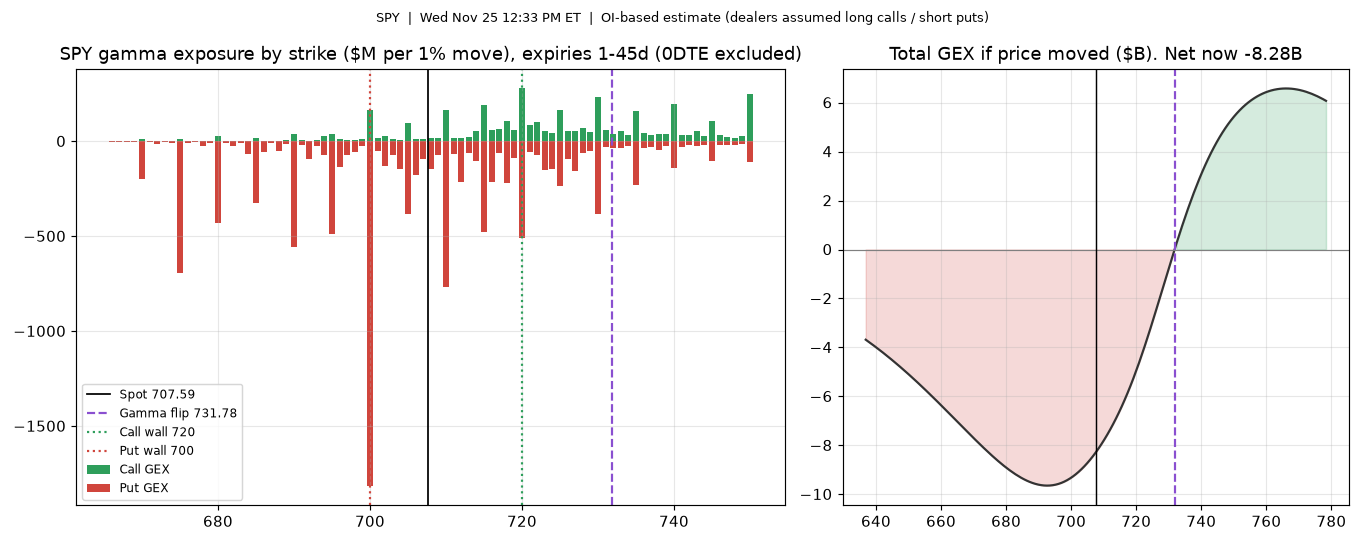 SPY | Wed Nov 25 12:33 PM ET | OI-based estimate (dealers assumed long calls / short puts)
SPY gamma exposure by strike ($M per 1% move), expiries 1-45d (0DTE excluded)
0
−500
−1000
−1500
680
700
720
740
Spot 707.59
Gamma flip 731.78
Call wall 720
Put wall 700
Call GEX
Put GEX
Total GEX if price moved ($B). Net now -8.28B
6
4
2
0
−2
−4
−6
−8
−10
640
660
680
700
720
740
760
780